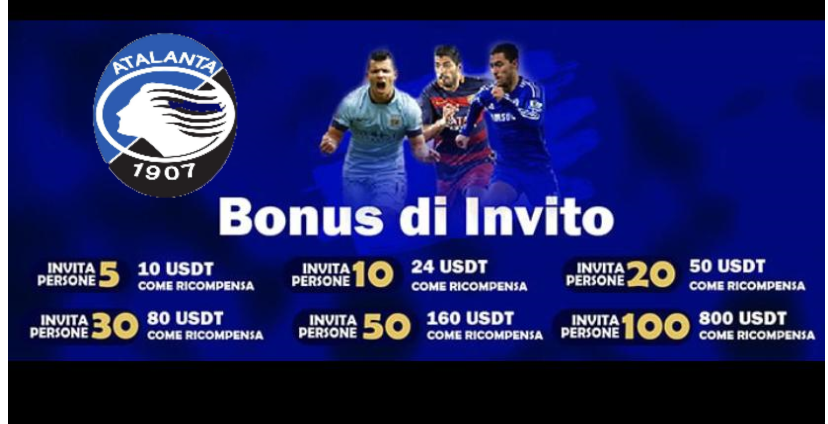 ATALANTA
1907
SAMSUNG
Bonus di Invito
INVITA PERSONE 5
10 USDT
COME RICOMPENSA
INVITA PERSONE 10
24 USDT
COME RICOMPENSA
INVITA PERSONE 20
50 USDT
COME RICOMPENSA
INVITA PERSONE 30
80 USDT
COME RICOMPENSA
INVITA PERSONE 50
160 USDT
COME RICOMPENSA
INVITA PERSONE 100
800 USDT
COME RICOMPENSA